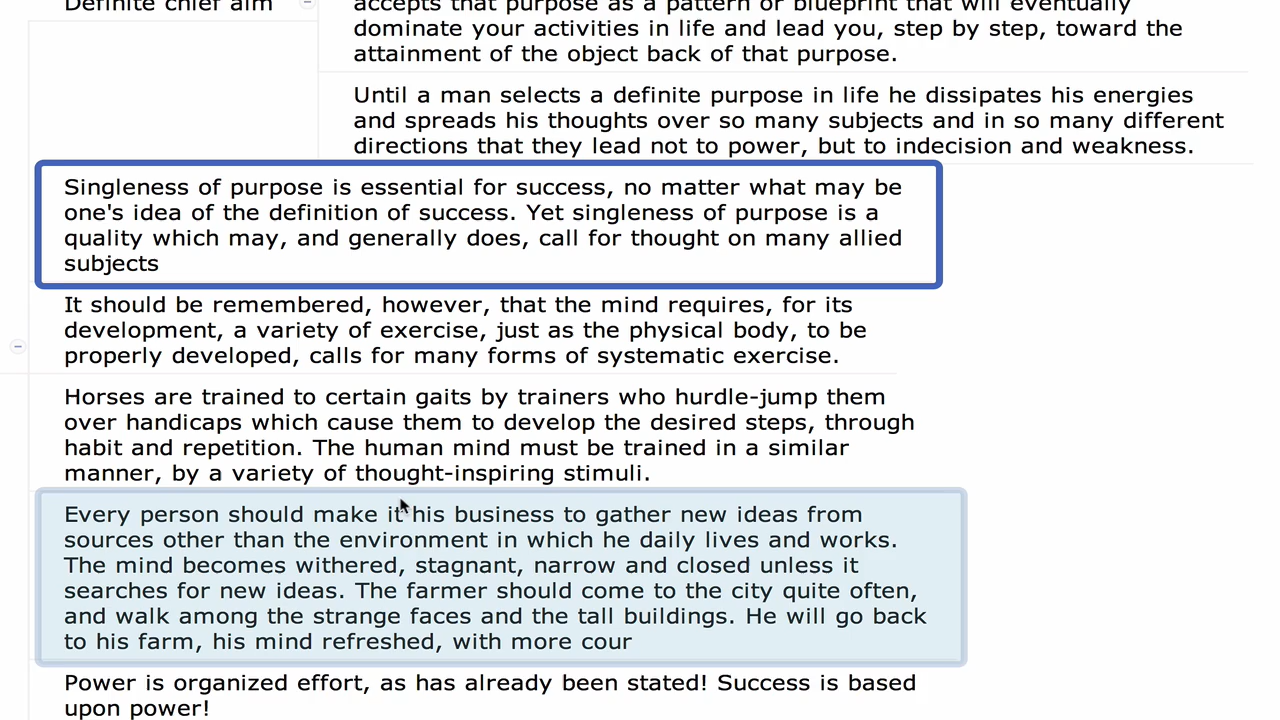 Definite chief aim
accepts that purpose as a pattern or blueprint that will eventually
dominate your activities in life and lead you, step by step, toward the
attainment of the object back of that purpose.
Until a man selects a definite purpose in life he dissipates his energies
and spreads his thoughts over so many subjects and in so many different
directions that they lead not to power, but to indecision and weakness.
Singleness of purpose is essential for success, no matter what may be
one's idea of the definition of success. Yet singleness of purpose is a
quality which may, and generally does, call for thought on many allied
subjects
It should be remembered, however, that the mind requires, for its
development, a variety of exercise, just as the physical body, to be
properly developed, calls for many forms of systematic exercise.
Horses are trained to certain gaits by trainers who hurdle-jump them
over handicaps which cause them to develop the desired steps, through
habit and repetition. The human mind must be trained in a similar
manner, by a variety of thought-inspiring stimuli.
Every person should make it his business to gather new ideas from
sources other than the environment in which he daily lives and works.
The mind becomes withered, stagnant, narrow and closed unless it
searches for new ideas. The farmer should come to the city quite often,
and walk among the strange faces and the tall buildings. He will go back
to his farm, his mind refreshed, with more cour
Power is organized effort, as has already been stated! Success is based
upon power!